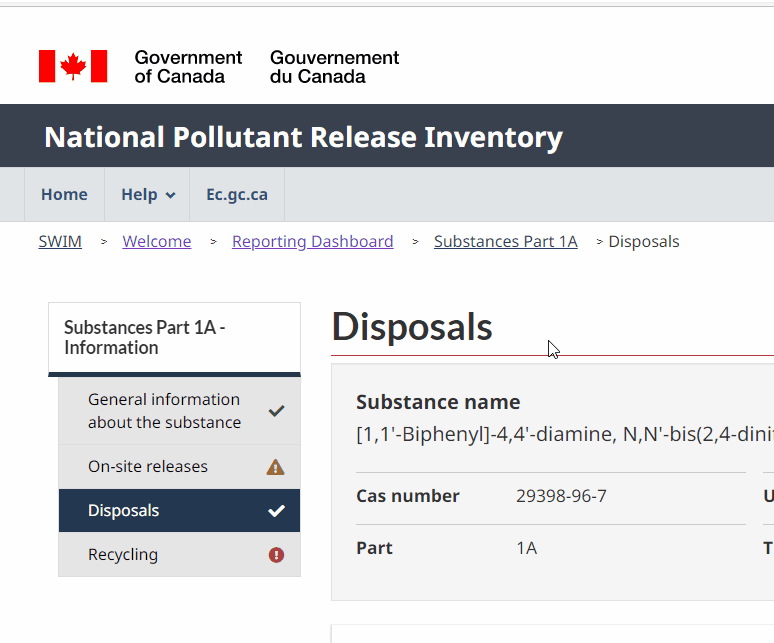 Government of Canada
Gouvernement du Canada
National Pollutant Release Inventory
Home Help Ec.gc.ca
SWIM > Welcome > Reporting Dashboard > Substances Part 1A > Disposals
Substances Part 1A -
Information
General information
about the substance
On-site releases
Disposals
Recycling
Disposals
Substance name
[1,1'-Biphenyl]-4,4'-diamine, N,N'-bis(2,4-dinit
Cas number 29398-96-7 U
Part 1A T